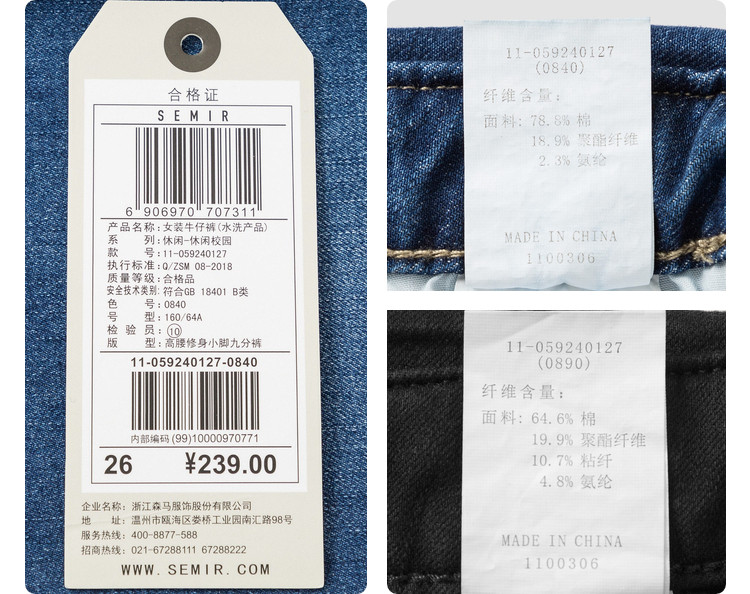 合格证
SEMIR
6 906970 707311
产品名称: 女装牛仔裤(水洗产品)
系 列: 休闲-休闲校园
款 号: 11-059240127
执行标准: Q/ZSM 08-2018
质量等级: 合格品
安全技术类别: 符合GB 18401 B类
色 号: 0840
号 型: 160/64A
检 验 员: ⑩
版 型: 高腰修身小脚九分裤
11-059240127-0840
内部编码(99)10000970771
26 ¥239.00
企业名称: 浙江森马服饰股份有限公司
地 址: 温州市瓯海区娄桥工业园南汇路98号
服务热线: 400-8877-588
招商热线: 021-67288111 67288222
WWW.SEMIR.COM
11-059240127
(0840)
纤维含量:
面料: 78.8% 棉
18.9% 聚酯纤维
2.3% 氨纶
MADE IN CHINA
1100306
11-059240127
(0890)
纤维含量:
面料: 64.6% 棉
19.9% 聚酯纤维
10.7% 粘纤
4.8% 氨纶
MADE IN CHINA
1100306